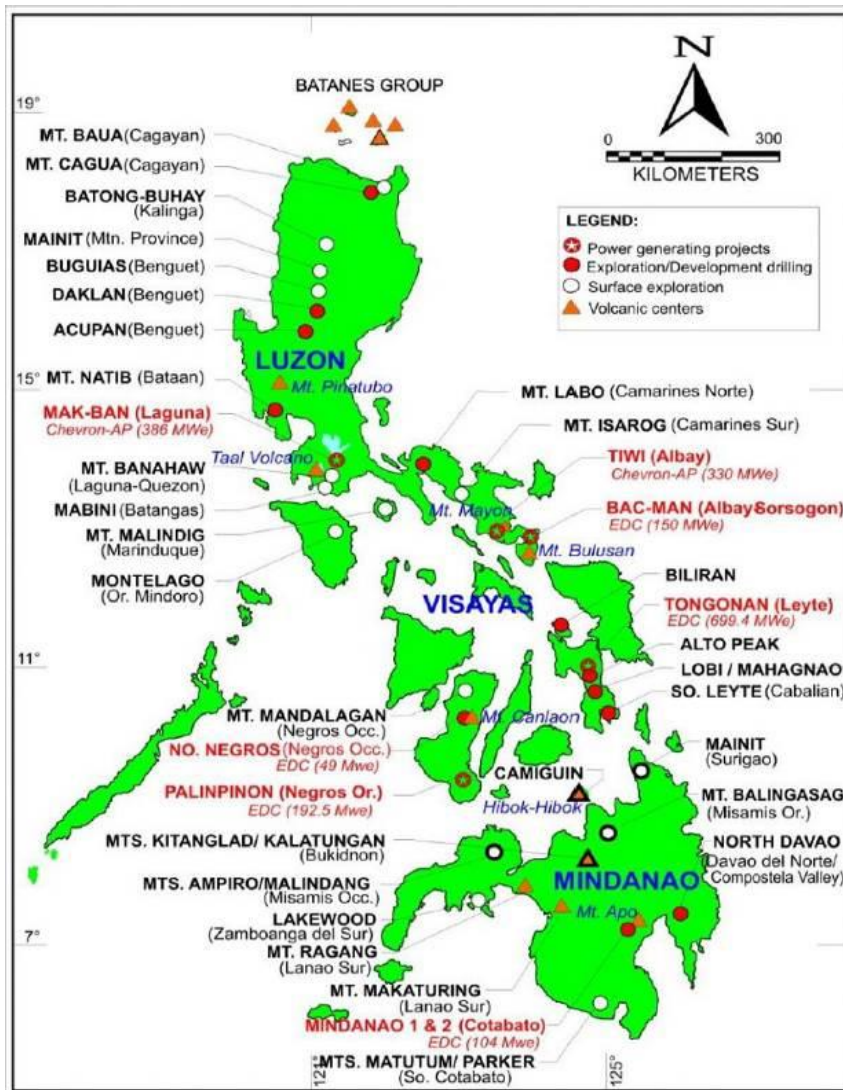 N
BATANES GROUP
19°
300
KILOMETERS
MT. BAUA (Cagayan)
MT. CAGUA (Cagayan)
BATONG-BUHAY
(Kalinga)
MAINIT (Mtn. Province)
BUGUIAS (Benguet)
DAKLAN (Benguet)
ACUPAN (Benguet)
LEGEND:
Power generating projects
Exploration/Development drilling
Surface exploration
Volcanic centers
LUZON
15°
MT. NATIB (Bataan)
Mt. Pinatubo
MAK-BAN (Laguna)
Chevron-AP (386 MWe)
Taal Volcano
MT. BANAHAW
(Laguna-Quezon)
MABINI (Batangas)
MT. MALINDIG
(Marinduque)
MONTELAGO
(Or. Mindoro)
MT. LABO (Camarines Norte)
MT. ISAROG (Camarines Sur)
TIWI (Albay)
Chevron-AP (330 MWe)
Mt. Mayon
BAC-MAN (Albay-Sorsogon)
EDC (150 MWe)
Mt. Bulusan
VISAYAS
BILIRAN
TONGONAN (Leyte)
EDC (699.4 MWe)
ALTO PEAK
LOBI / MAHAGNAO
SO. LEYTE (Cabalian)
11°
MT. MANDALAGAN
(Negros Occ.)
Mt. Canlaon
NO. NEGROS (Negros Occ.)
EDC (49 Mwe)
PALINPINON (Negros Or.)
EDC (192.5 Mwe)
CAMIGUIN
Hibok-Hibok
MAINIT
(Surigao)
MT. BALINGASAG
(Misamis Or.)
NORTH DAVAO
(Davao del Norte/
Compostela Valley)
MTS. KITANGLAD/ KALATUNGAN
(Bukidnon)
MINDANAO
MTS. AMPIRO/MALINDANG
(Misamis Occ.)
Mt. Apo
LAKEWOOD
(Zamboanga del Sur)
7°
MT. RAGANG
(Lanao Sur)
MT. MAKATURING
(Lanao Sur)
MINDANAO 1 & 2 (Cotabato)
EDC (104 Mwe)
MTS. MATUTUM/ PARKER
(So. Cotabato)
121°
125°